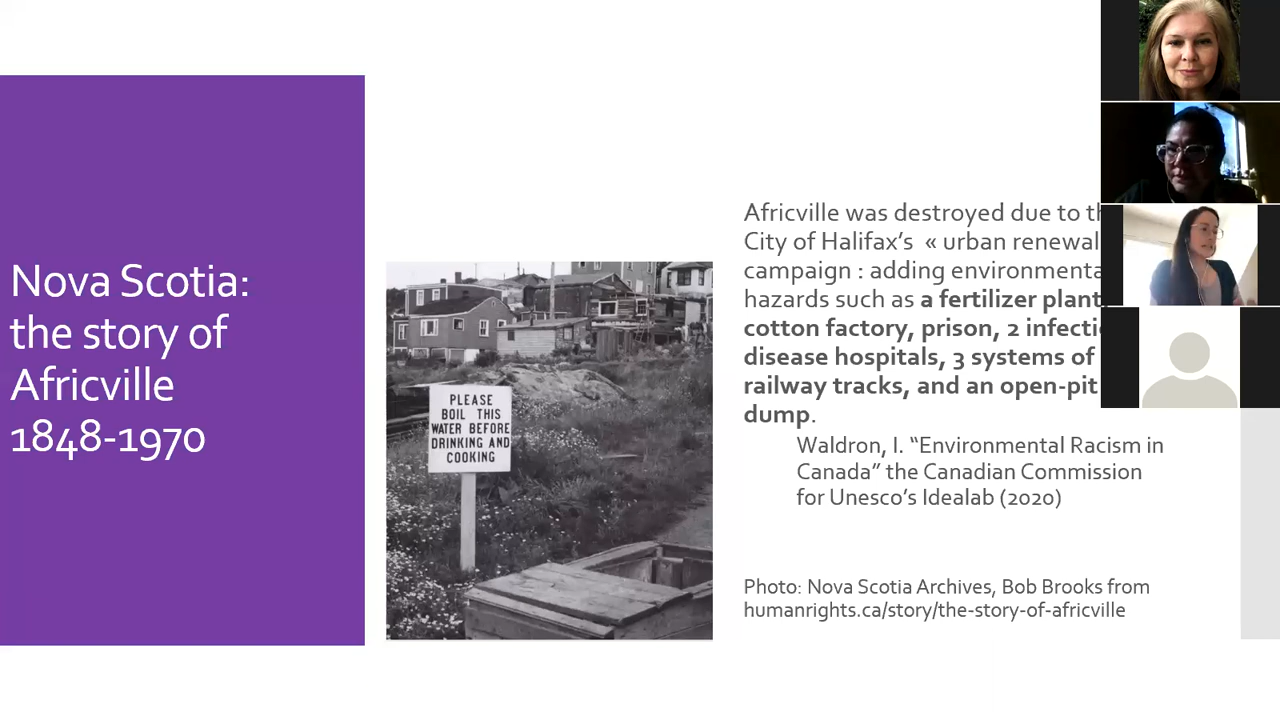 Nova Scotia:
the story of
Africville
1848-1970
PLEASE
BOIL THIS
WATER BEFORE
DRINKING AND
COOKING
Africville was destroyed due to
City of Halifax's « urban renewal
campaign : adding
hazards such as a fertilizer plant
cotton factory, prison, 2
disease hospitals, 3 systems of
railway tracks, and an open-pit
dump.
Waldron, I. “Environmental Racism in
Canada” the Canadian Commission
for Unesco's Idealab (2020)
Photo: Nova Scotia Archives, Bob Brooks from
humanrights.ca/story/the-story-of-africville